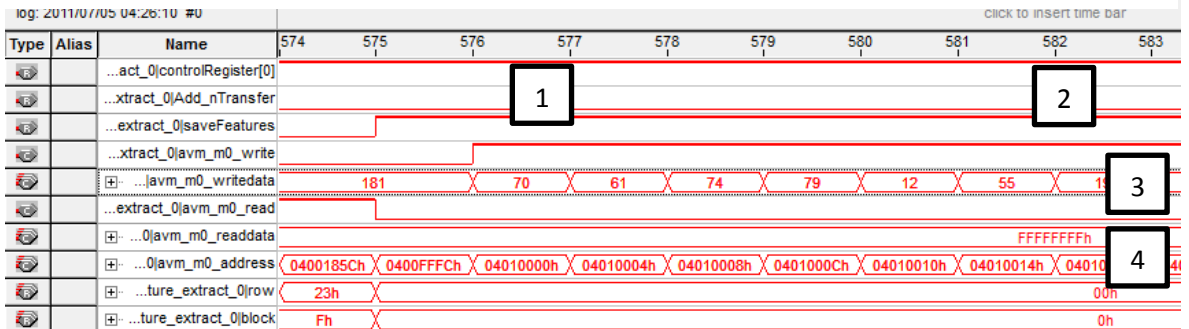 log: 2011/07/05 04:26:10 #0 click to insert time bar
Type Alias Name 574 575 576 577 578 579 580 581 582 583
...act_0|controlRegister[0]
...xtract_0|Add_nTransfer 1 2
...extract_0|saveFeatures
...xtract_0|avm_m0_write
...|avm_m0_writedata 181 70 61 74 79 12 55 3
...extract_0|avm_m0_read
...0|avm_m0_readdata FFFFFFFFh
...0|avm_m0_address 0400185Ch 0400FFFCh 04010000h 04010004h 04010008h 0401000Ch 04010010h 04010014h 4
...ture_extract_0|row 23h 00h
...ture_extract_0|block Fh 0h